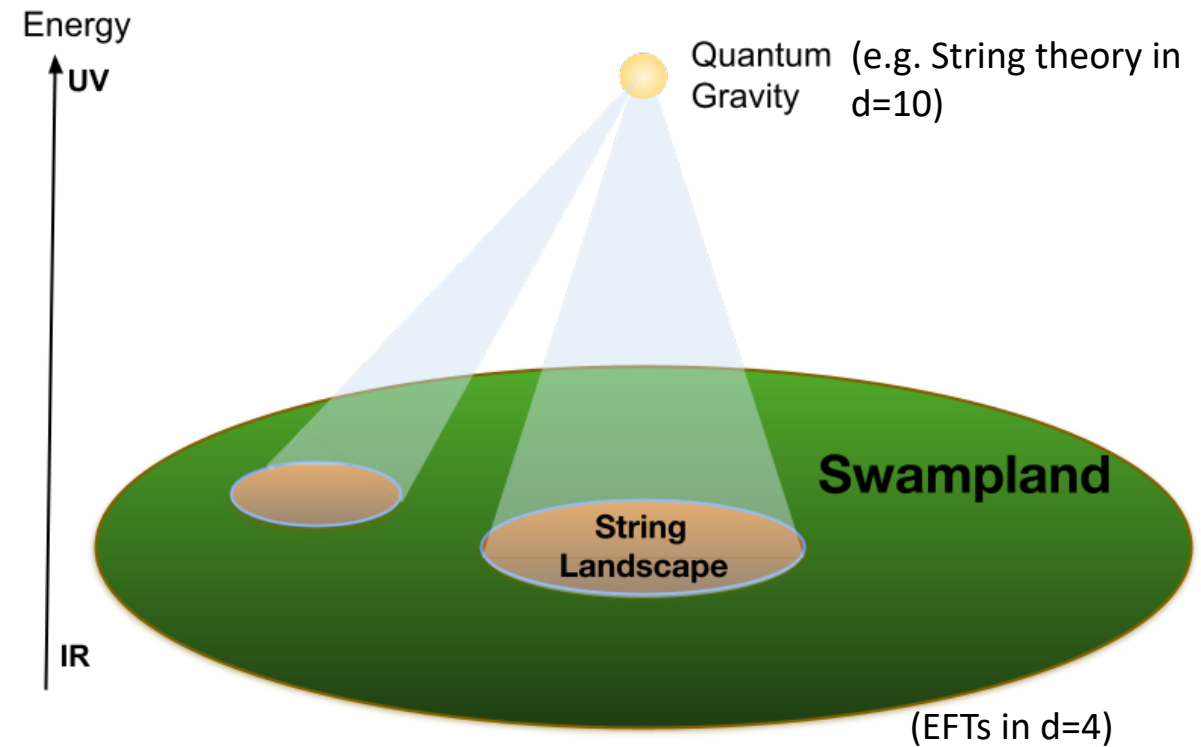 Energy
UV
Quantum (e.g. String theory in
Gravity d=10)
Swampland
String
Landscape
IR
(EFTs in d=4)